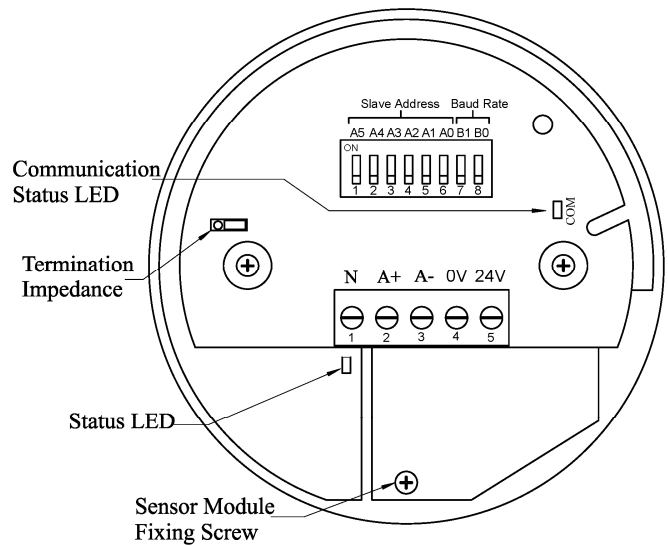 Slave Address Baud Rate
A5 A4 A3 A2 A1 A0 B1 B0
ON
1 2 3 4 5 6 7 8
Communication
Status LED
COM
Termination
Impedance
N A+ A- 0V 24V
1 2 3 4 5
Status LED
Sensor Module
Fixing Screw